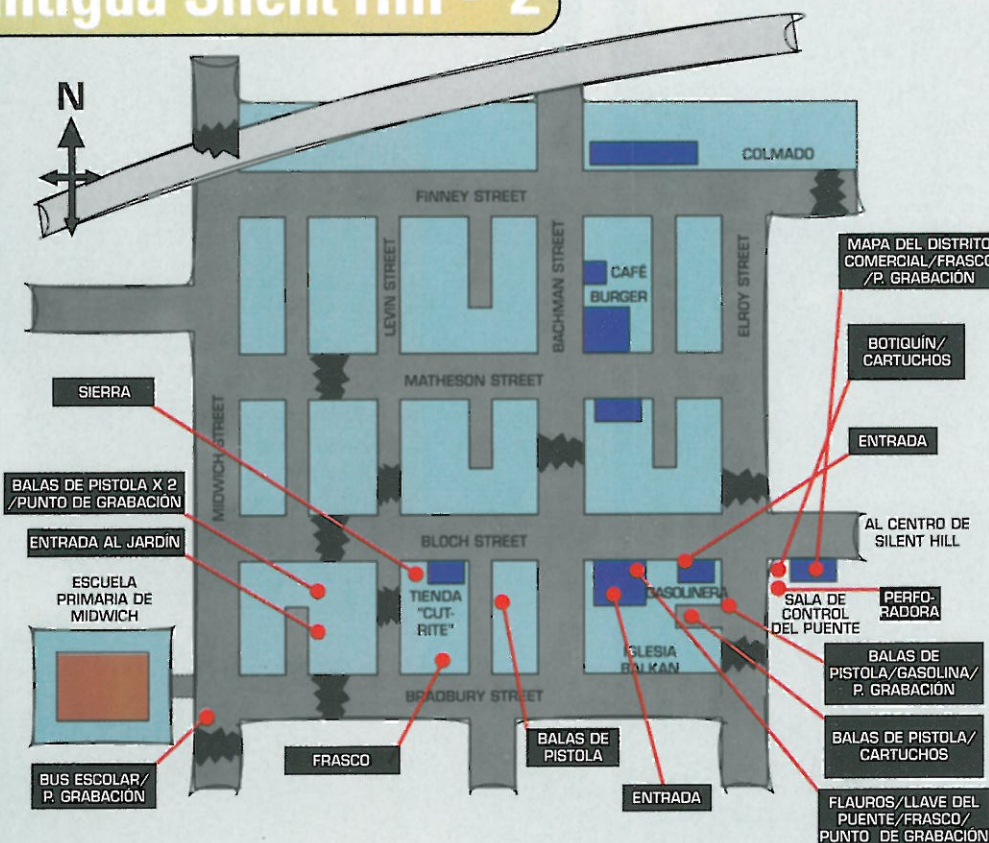 Antigua Silent Hill - 2
N
COLMADO
FINNEY STREET
MAPA DEL DISTRITO
COMERCIAL/FRASCO
/P. GRABACIÓN
LEVIN STREET
BACHMAN STREET
CAFÉ
BURGER
ELROY STREET
BOTIQUÍN/
CARTUCHOS
MATHESON STREET
SIERRA
MIDWICH STREET
ENTRADA
BALAS DE PISTOLA X 2
/PUNTO DE GRABACIÓN
ENTRADA AL JARDÍN
BLOCH STREET
AL CENTRO DE
SILENT HILL
ESCUELA
PRIMARIA DE
MIDWICH
TIENDA
"CUT-
RITE"
GASOLINERA
SALA DE
CONTROL
DEL PUENTE
PERFO-
RADORA
IGLESIA
BALKAN
BALAS DE
PISTOLA/GASOLINA/
P. GRABACIÓN
BRADBURY STREET
BUS ESCOLAR/
P. GRABACIÓN
FRASCO
BALAS DE
PISTOLA
ENTRADA
BALAS DE PISTOLA/
CARTUCHOS
FLAUROS/LLAVE DEL
PUENTE/FRASCO/
PUNTO DE GRABACIÓN